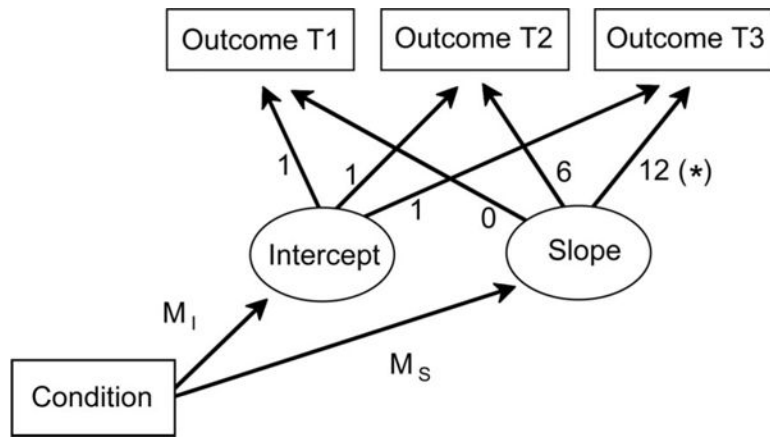 Outcome T1
Outcome T2
Outcome T3
1
1
1
0
6
12 (*)
Intercept
Slope
M I
M S
Condition